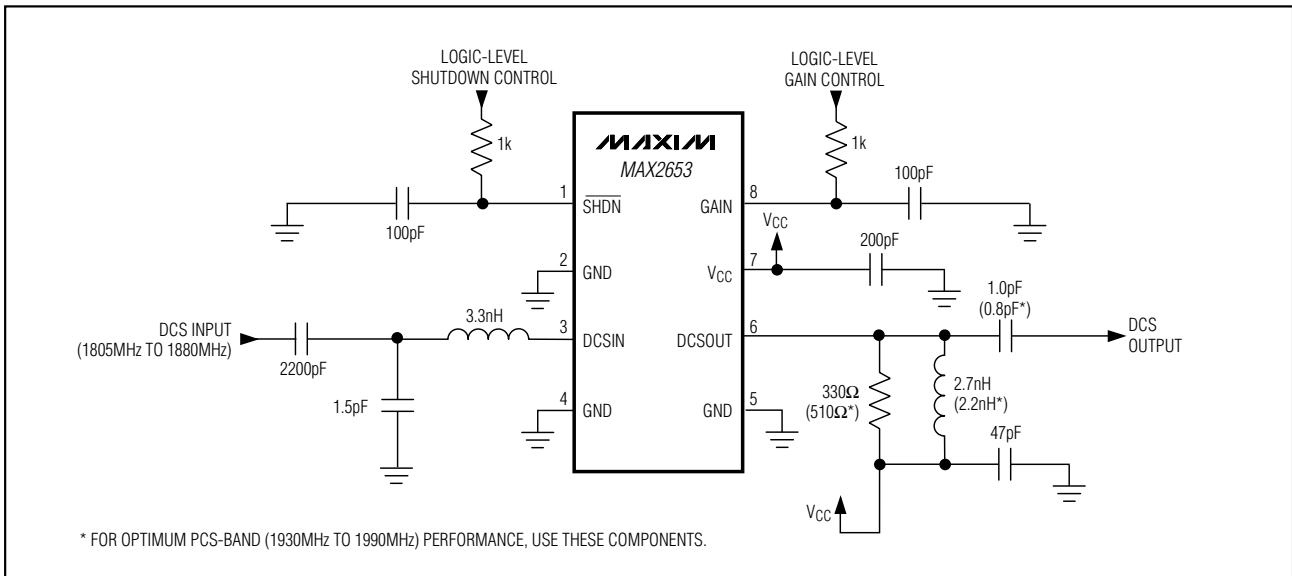 LOGIC-LEVEL
SHUTDOWN CONTROL
LOGIC-LEVEL
GAIN CONTROL
1k
1k
MAXIM
MAX2653
100pF
1
SHDN
GAIN
8
100pF
VCC
200pF
2
GND
VCC
7
1.0pF
(0.8pF*)
3.3nH
DCS INPUT
(1805MHz TO 1880MHz)
2200pF
3
DCSIN
DCSOUT
6
DCS
OUTPUT
1.5pF
330Ω
(510Ω*)
2.7nH
(2.2nH*)
4
GND
GND
5
47pF
VCC
* FOR OPTIMUM PCS-BAND (1930MHz TO 1990MHz) PERFORMANCE, USE THESE COMPONENTS.